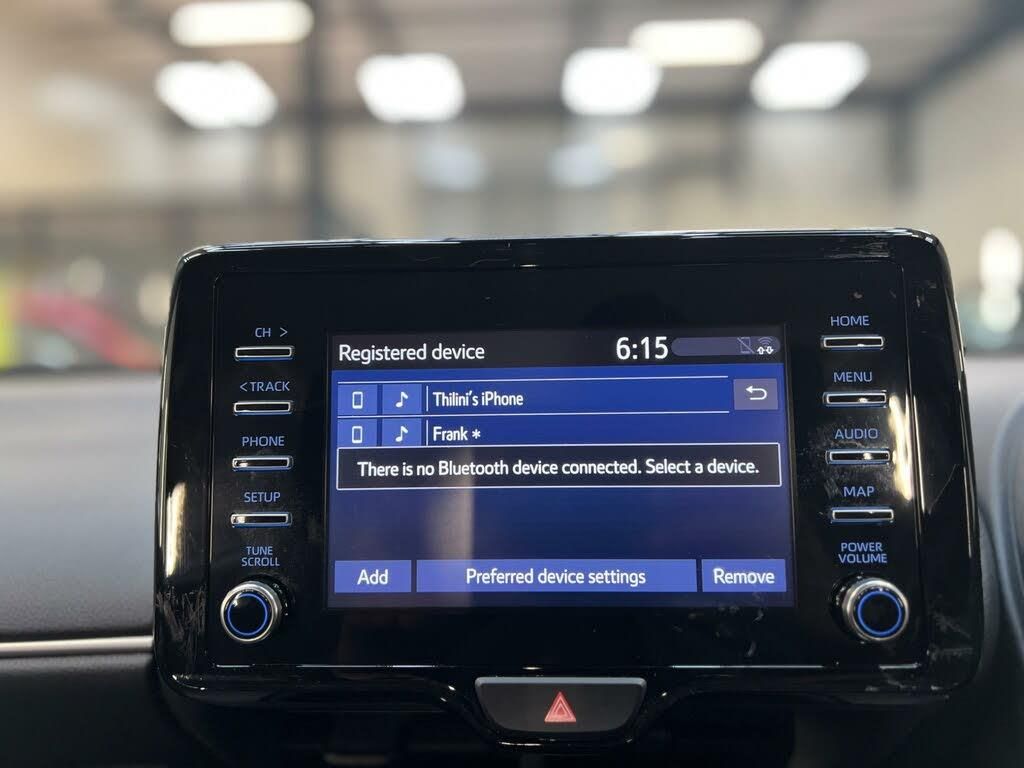 CH >
< TRACK
PHONE
SETUP
TUNE
SCROLL
Registered device
6:15
Thilini's iPhone
Frank *
There is no Bluetooth device connected. Select a device.
Add
Preferred device settings
Remove
HOME
MENU
AUDIO
MAP
POWER
VOLUME